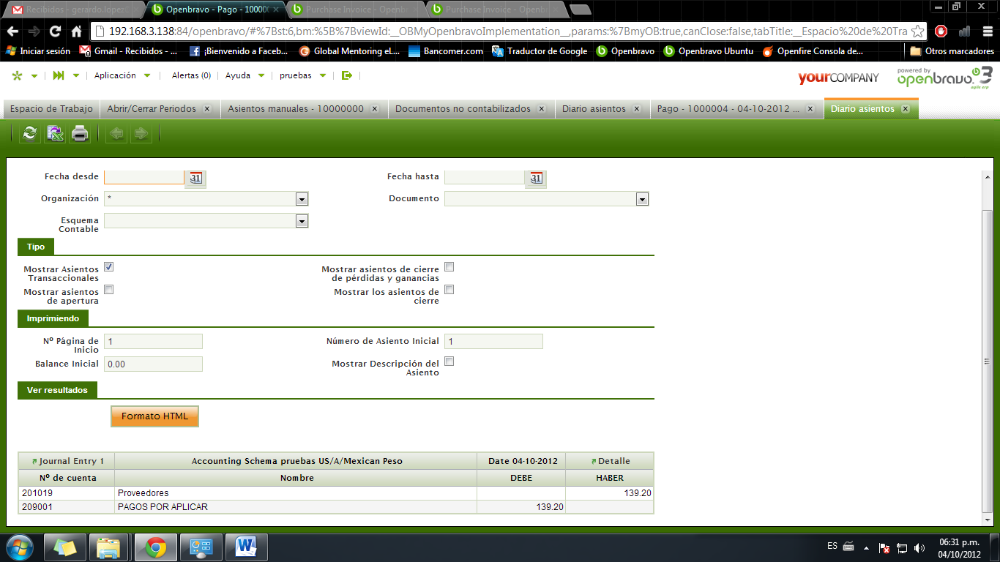 Recibidos - gerardo.lopez
Openbravo - Pago - 10000
Purchase Invoice - Openb
Purchase Invoice - Openb
192.168.3.138:84/openbravo/#%7Bst:6,bm:%5B%7BviewId:__OBMyOpenbravoImplementation__,params:%7BmyOB:true,canClose:false,tabTitle:__Espacio%20de%20Tra
Iniciar sesión
Gmail - Recibidos - ...
¡Bienvenido a Faceb...
Global Mentoring eL...
Bancomer.com
Traductor de Google
Openbravo
Openbravo Ubuntu
Openfire Consola de...
Otros marcadores
Aplicación
Alertas (0)
Ayuda
pruebas
yourCOMPANY
powered by
openbravo 3
agile erp
Espacio de Trabajo
Abrir/Cerrar Periodos
Asientos manuales - 10000000
Documentos no contabilizados
Diario asientos
Pago - 1000004 - 04-10-2012 ...
Diario asientos
Fecha desde
31
Fecha hasta
31
Organización
*
Documento
Esquema
Contable
Tipo
Mostrar Asientos
Transaccionales
Mostrar asientos de cierre
de pérdidas y ganancias
Mostrar asientos
de apertura
Mostrar los asientos de
cierre
Imprimiendo
Nº Página de
Inicio
1
Número de Asiento Inicial
1
Balance Inicial
0.00
Mostrar Descripción del
Asiento
Ver resultados
Formato HTML
Journal Entry 1
Accounting Schema pruebas US/A/Mexican Peso
Date 04-10-2012
Detalle
Nº de cuenta
Nombre
DEBE
HABER
201019
Proveedores
139.20
209001
PAGOS POR APLICAR
139.20
ES
06:31 p.m.
04/10/2012